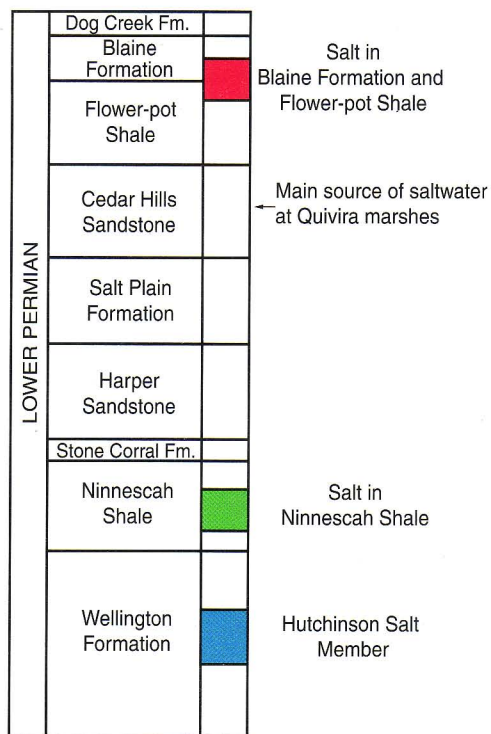 Dog Creek Fm.
Blaine
Formation
Salt in
Blaine Formation and
Flower-pot Shale
Flower-pot
Shale
Cedar Hills
Sandstone
Main source of saltwater
at Quivira marshes
Salt Plain
Formation
Harper
Sandstone
Stone Corral Fm.
Ninnescah
Shale
Salt in
Ninnescah Shale
Wellington
Formation
Hutchinson Salt
Member
LOWER PERMIAN